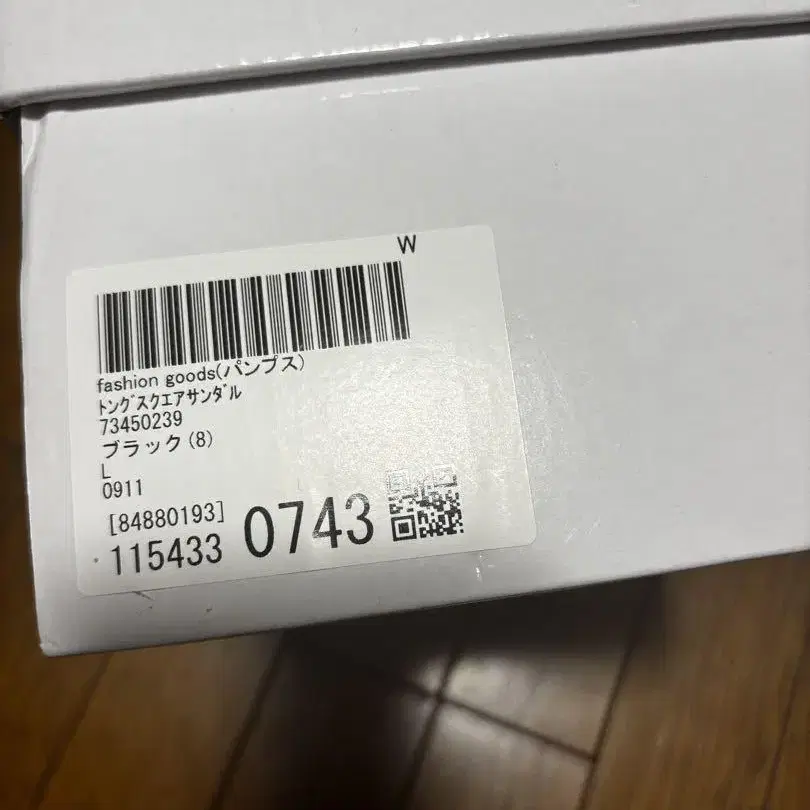 W
fashion goods(パンプス)
ﾄﾝｸﾞｽｸｴｱｻﾝﾀﾞﾙ
73450239
ブラック(8)
L
0911
[84880193]
115433 0743